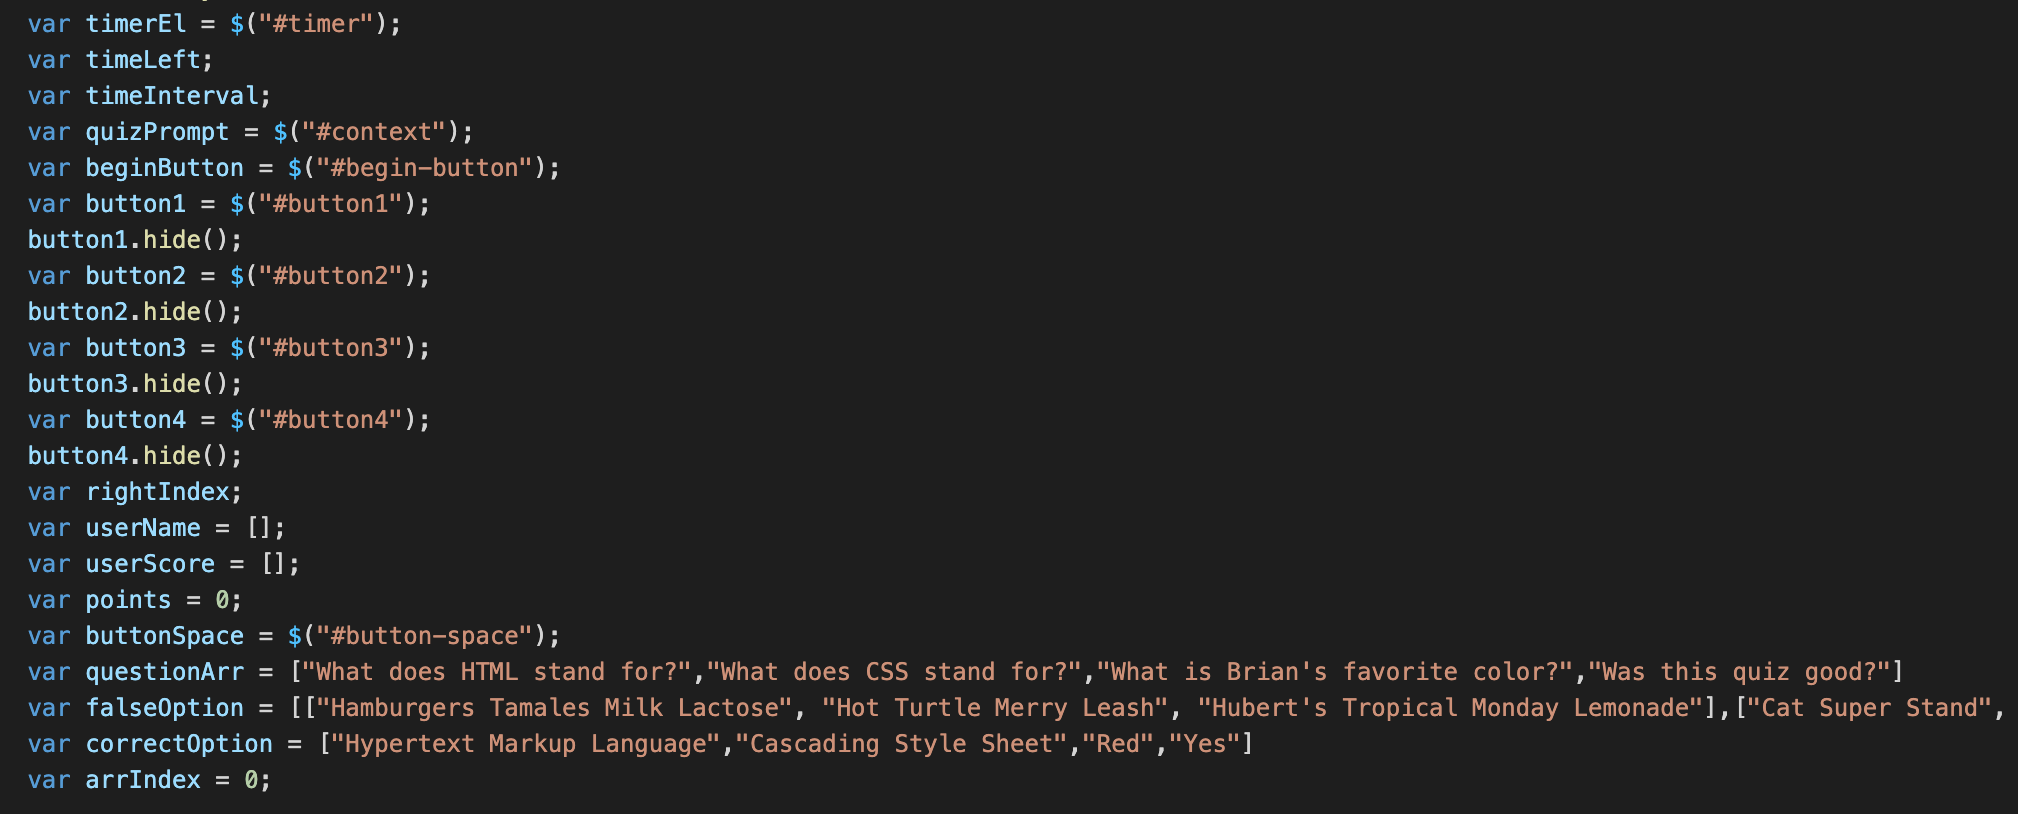 var timerEl = $("#timer");
var timeLeft;
var timeInterval;
var quizPrompt = $("#context");
var beginButton = $("#begin-button");
var button1 = $("#button1");
button1.hide();
var button2 = $("#button2");
button2.hide();
var button3 = $("#button3");
button3.hide();
var button4 = $("#button4");
button4.hide();
var rightIndex;
var userName = [];
var userScore = [];
var points = 0;
var buttonSpace = $("#button-space");
var questionArr = ["What does HTML stand for?","What does CSS stand for?","What is Brian's favorite color?","Was this quiz good?"]
var falseOption = [["Hamburgers Tamales Milk Lactose", "Hot Turtle Merry Leash", "Hubert's Tropical Monday Lemonade"],["Cat Super Stand",
var correctOption = ["Hypertext Markup Language","Cascading Style Sheet","Red","Yes"]
var arrIndex = 0;